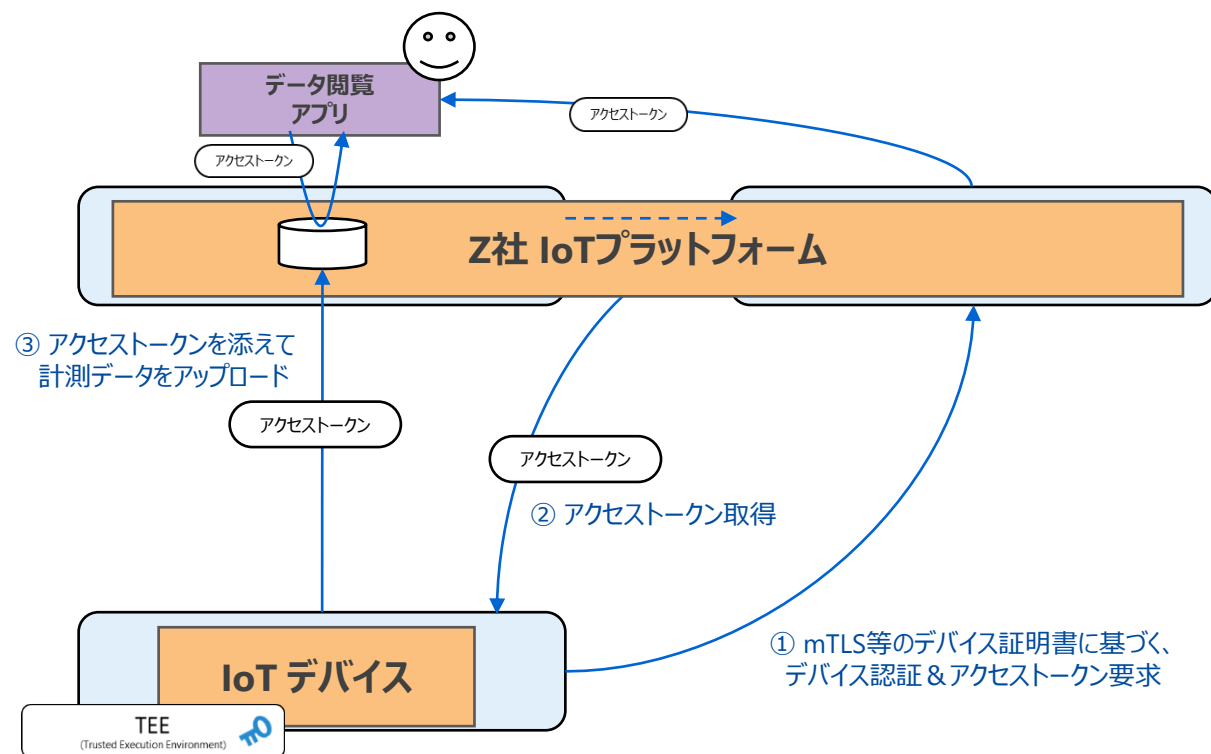 データ閲覧
アプリ
アクセストークン
アクセストークン
Z社 IoTプラットフォーム
③ アクセストークンを添えて
計測データをアップロード
アクセストークン
アクセストークン
② アクセストークン取得
① mTLS等のデバイス証明書に基づく、
デバイス認証＆アクセストークン要求
IoT デバイス
TEE
(Trusted Execution Environment)